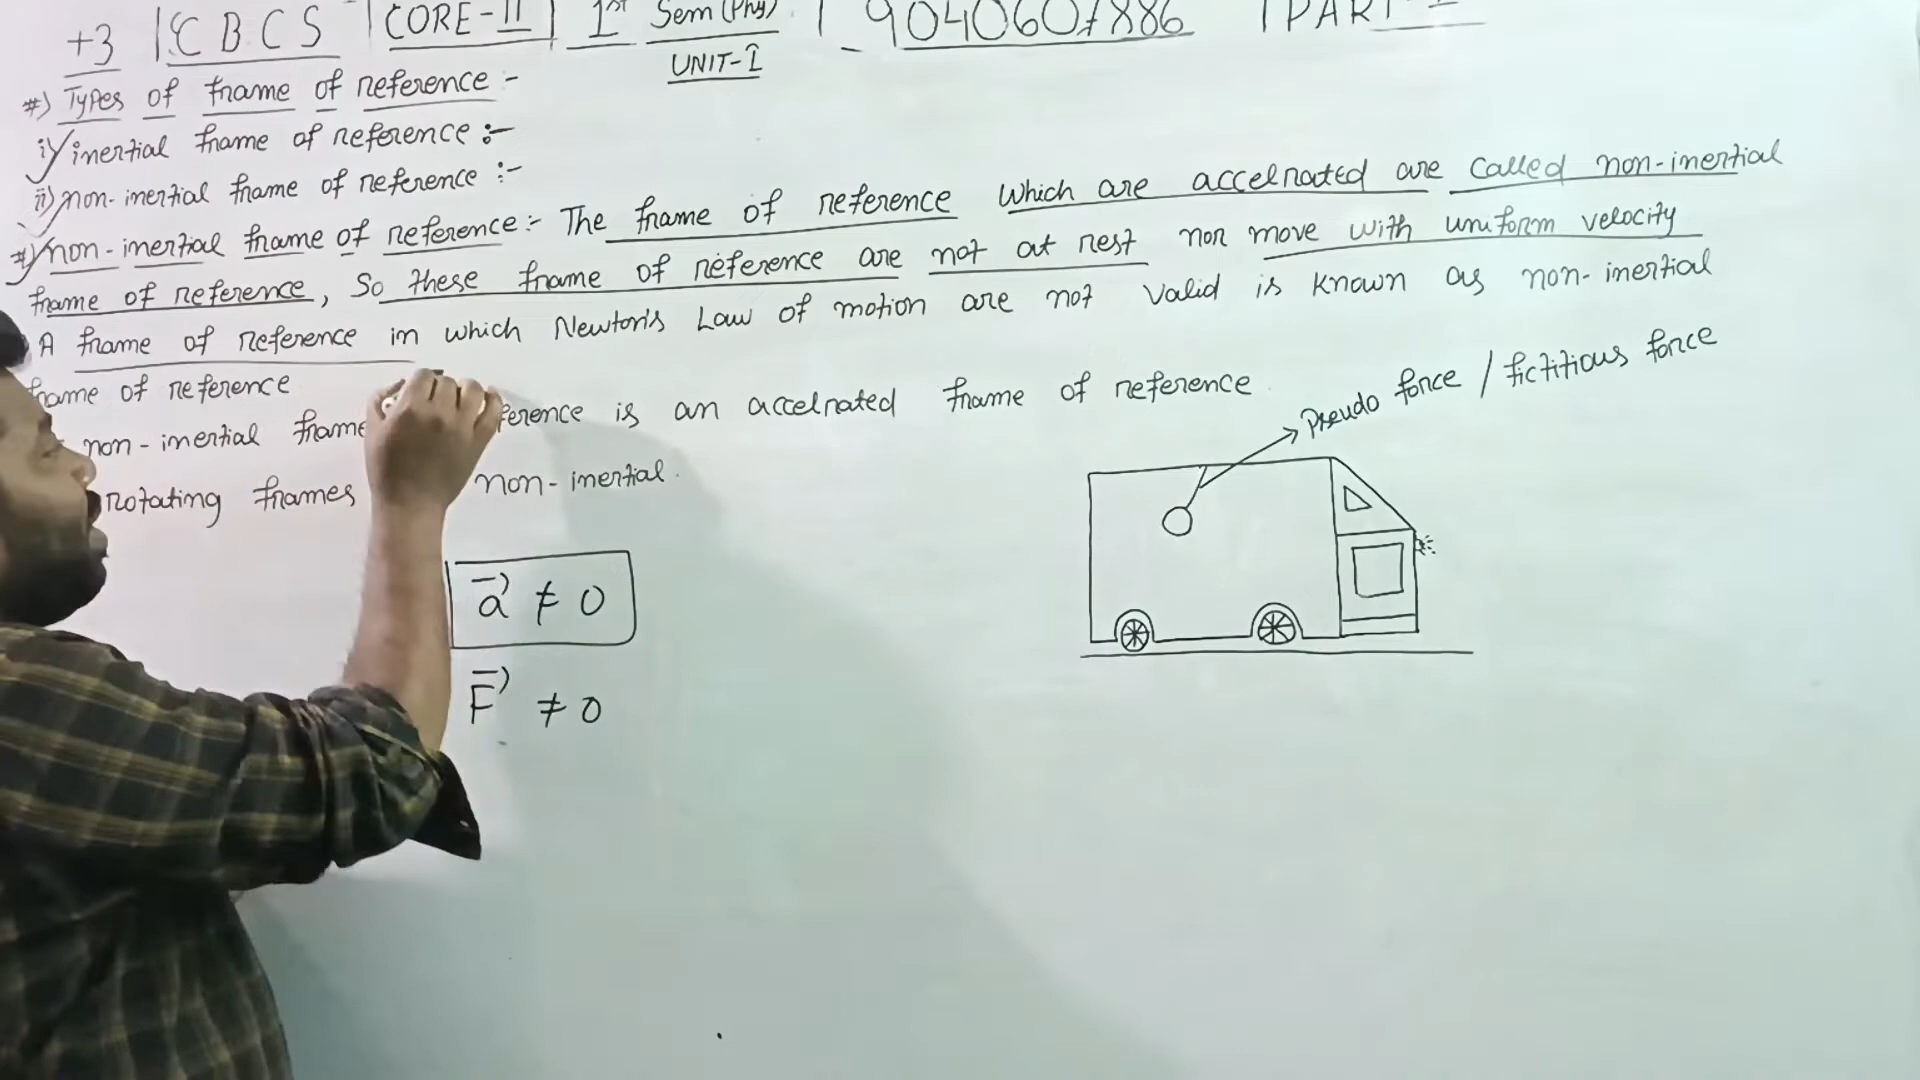 +3 | C B C S | CORE-II | 1st Sem (Phy) | | PART-I
UNIT-I
#) Types of frame of reference :-
i) inertial frame of reference :-
ii) non-inertial frame of reference :-
#) non-inertial frame of reference :- The frame of reference which are accelrated are called non-inertial
frame of reference, So these frame of reference are not at rest nor move with uniform velocity
A frame of reference in which Newton's Law of motion are not valid is known as non-inertial
frame of reference
non-inertial frame is an accelrated frame of reference
rotating frames non-inertial.
Pseudo force / fictitious force
a⃗ ≠ 0
F⃗ ≠ 0